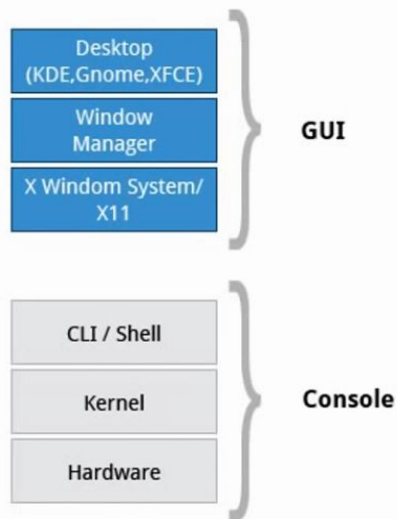 Desktop
(KDE,Gnome,XFCE)
Window
Manager
X Windom System/
X11
GUI
CLI / Shell
Kernel
Hardware
Console